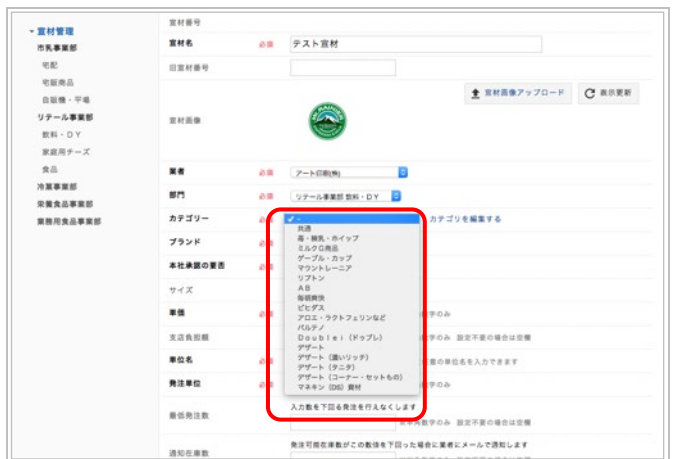 宣材番号
宣材管理
市乳事業部
宅配
宅販商品
自販機・平場
リテール事業部
飲料・DY
家庭用チーズ
食品
冷菓事業部
栄養食品事業部
業務用食品事業部
宣材名 必須 テスト宣材
旧宣材番号
宣材画像アップロード 表示更新
宣材画像
MT.RAINIER
業者 必須 アート印刷(株)
部門 必須 リテール事業部 飲料・DY
カテゴリー 必須 カテゴリを編集する
✓ -
共通
苺・練乳・ホイップ
ミルクG商品
ゲーブル・カップ
マウントレーニア
リプトン
AB
毎朝爽快
ビヒダス
アロエ・ラクトフェリンなど
パルテノ
Doublei(ドゥブレ)
デザート
デザート(濃いリッチ)
デザート(タニタ)
デザート(コーナー・セットもの)
マネキン(DS)資材
ブランド
本社承認の要否
サイズ
単価 数字のみ
支店負担額 数字のみ 設定不要の場合は空欄
単位名 任意の単位名を入力できます
発注単位 数字のみ
入力数を下回る発注を行えなくします
最低発注数 ※半角数字のみ 設定不要の場合は空欄
発注可能在庫数がこの数値を下回った場合に業者にメールで通知します
通知在庫数